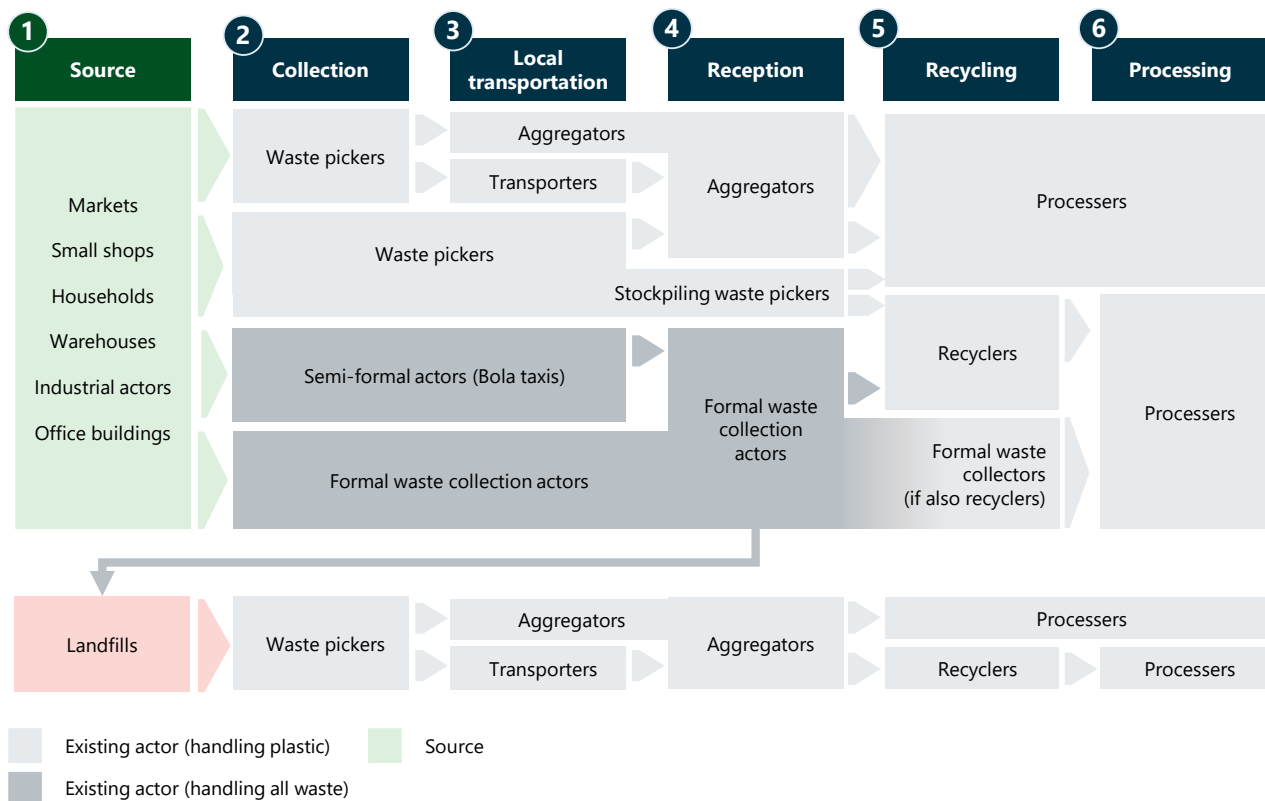 1
2
3
4
5
6
Source
Collection
Local
transportation
Reception
Recycling
Processing
Markets
Small shops
Households
Warehouses
Industrial actors
Office buildings
Waste pickers
Aggregators
Transporters
Aggregators
Processers
Waste pickers
Stockpiling waste pickers
Semi-formal actors (Bola taxis)
Formal waste
collection
actors
Recyclers
Processers
Formal waste collection actors
Formal waste
collectors
(if also recyclers)
Landfills
Waste pickers
Aggregators
Transporters
Aggregators
Processers
Recyclers
Processers
Existing actor (handling plastic)
Source
Existing actor (handling all waste)